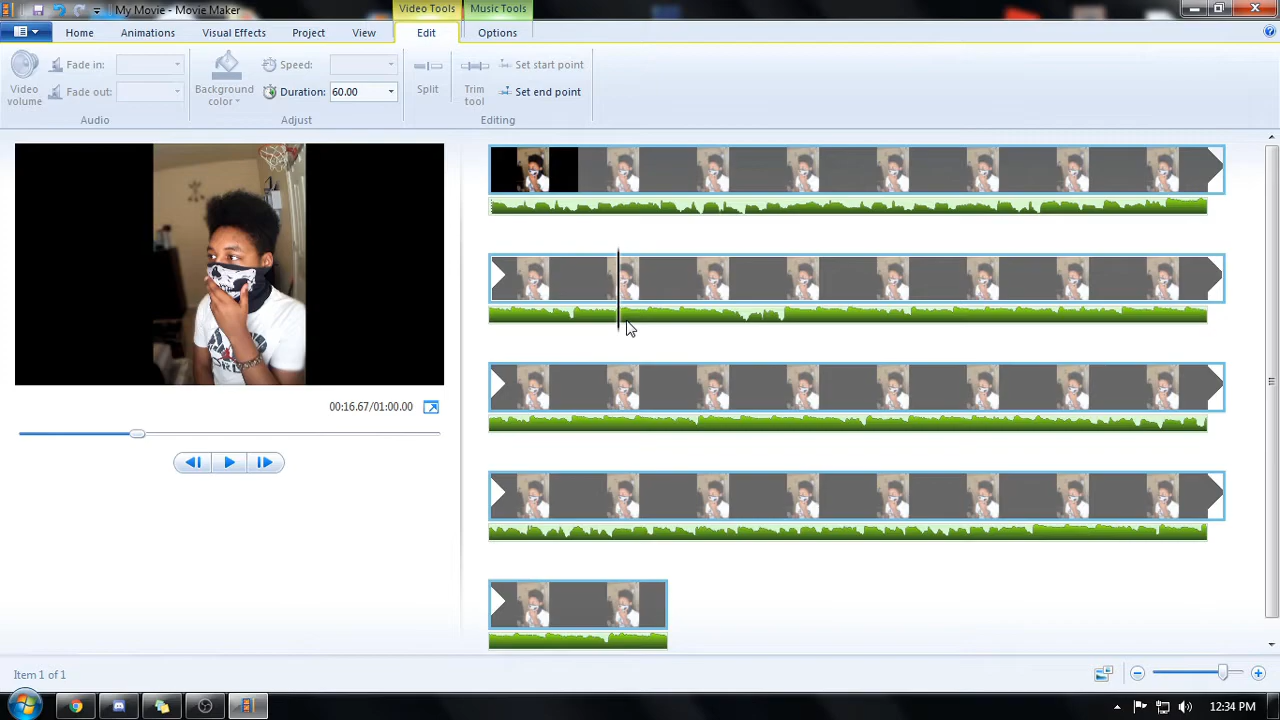 My Movie - Movie Maker
Video Tools
Music Tools
Home
Animations
Visual Effects
Project
View
Edit
Options
Video volume
Fade in:
Fade out:
Audio
Background color
Speed:
Duration: 60.00
Adjust
Split
Trim tool
Set start point
Set end point
Editing
00:16.67/01:00.00
Item 1 of 1
12:34 PM